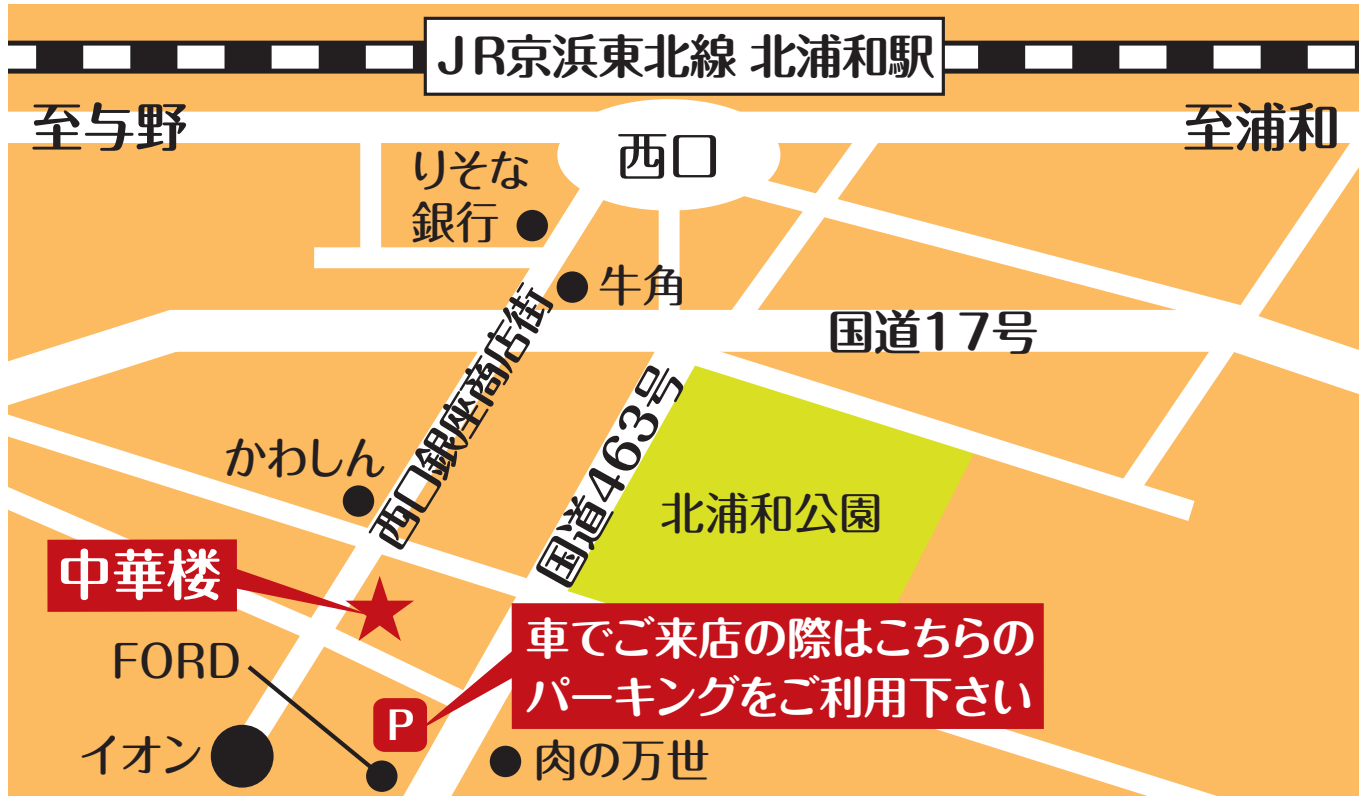 JR京浜東北線 北浦和駅
至与野
至浦和
西口
りそな
銀行
牛角
国道17号
西口銀座商店街
国道463号
かわしん
北浦和公園
中華楼
車でご来店の際はこちらの
パーキングをご利用下さい
FORD
P
イオン
肉の万世